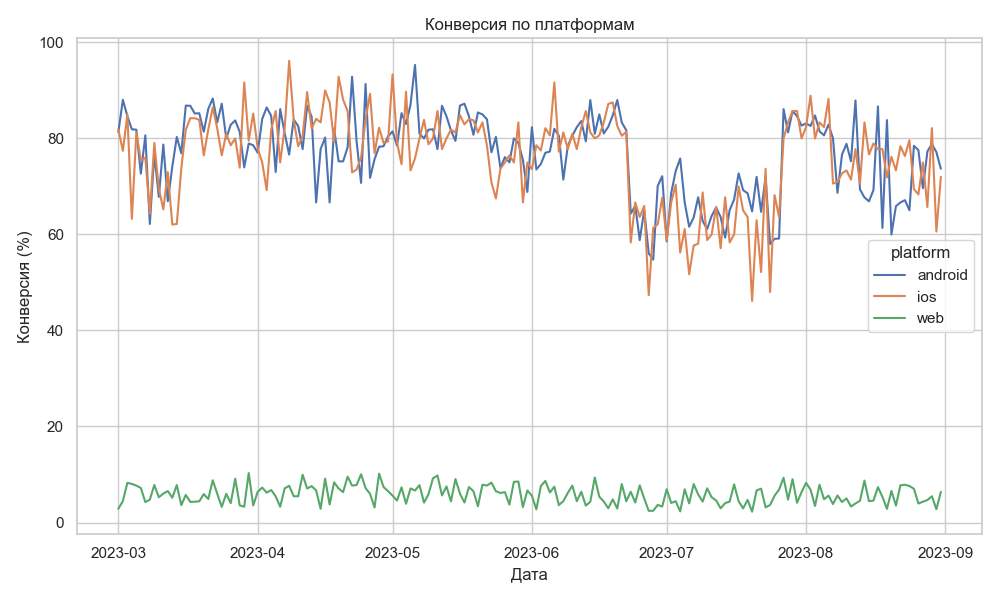 Конверсия по платформам
Конверсия (%)
100
80
60
40
20
0
platform
android
ios
web
2023-03 2023-04 2023-05 2023-06 2023-07 2023-08 2023-09
Дата